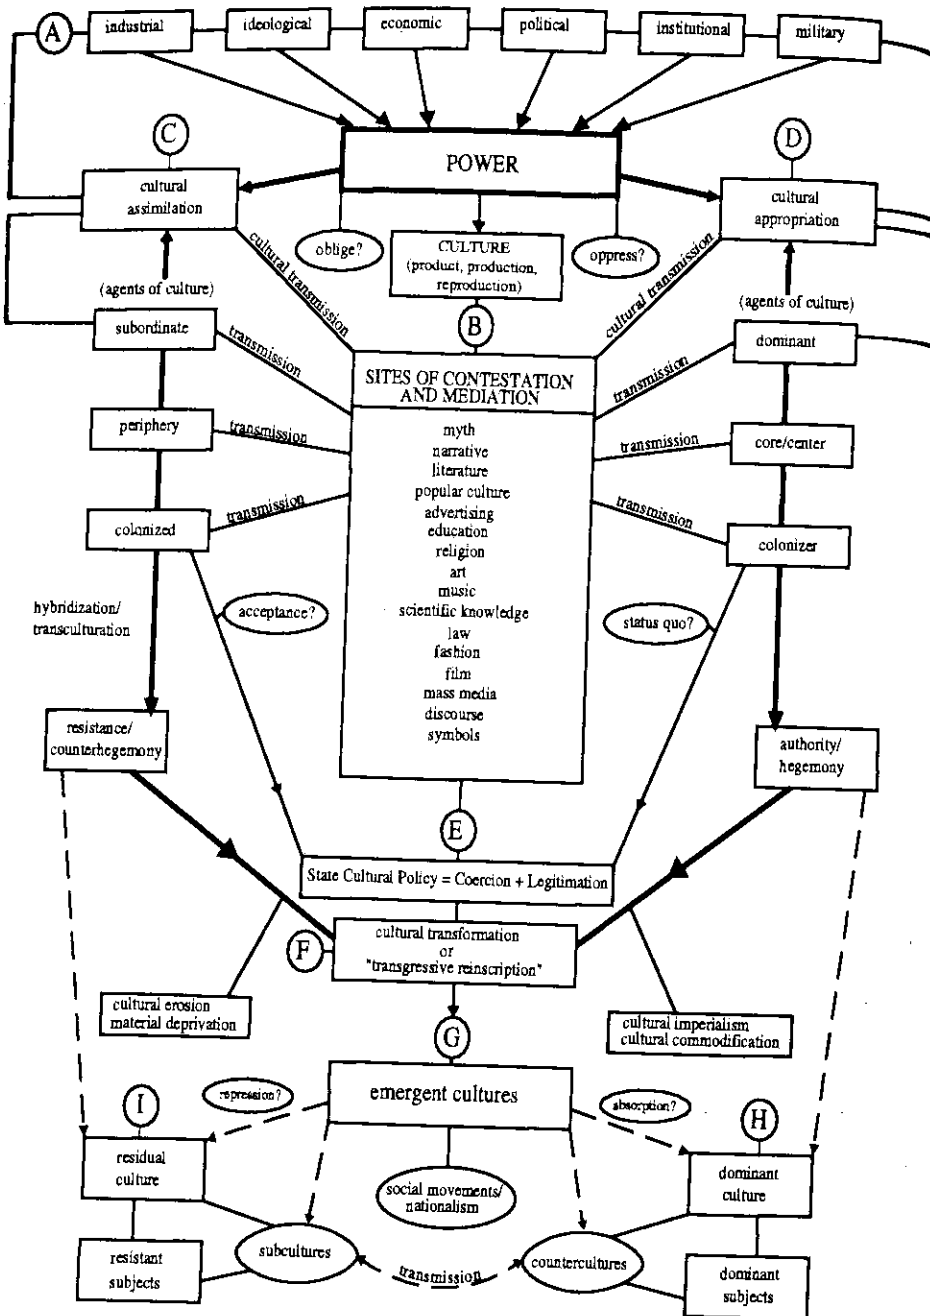 A
industrial
ideological
economic
political
institutional
military
C
D
POWER
cultural
assimilation
cultural
appropriation
oblige?
CULTURE
(product, production,
reproduction)
oppress?
cultural transmission
cultural transmission
(agents of culture)
(agents of culture)
B
subordinate
transmission
transmission
dominant
SITES OF CONTESTATION
AND MEDIATION
periphery
transmission
transmission
core/center
colonized
transmission
transmission
colonizer
myth
narrative
literature
popular culture
advertising
education
religion
art
music
scientific knowledge
law
fashion
film
mass media
discourse
symbols
hybridization/
transculturation
acceptance?
status quo?
resistance/
counterhegemony
authority/
hegemony
E
State Cultural Policy = Coercion + Legitimation
F
cultural transformation
or
"transgressive reinscription"
cultural erosion
material deprivation
cultural imperialism
cultural commodification
G
emergent cultures
repression?
absorption?
I
H
residual
culture
dominant
culture
social movements/
nationalism
subcultures
transmission
countercultures
resistant
subjects
dominant
subjects